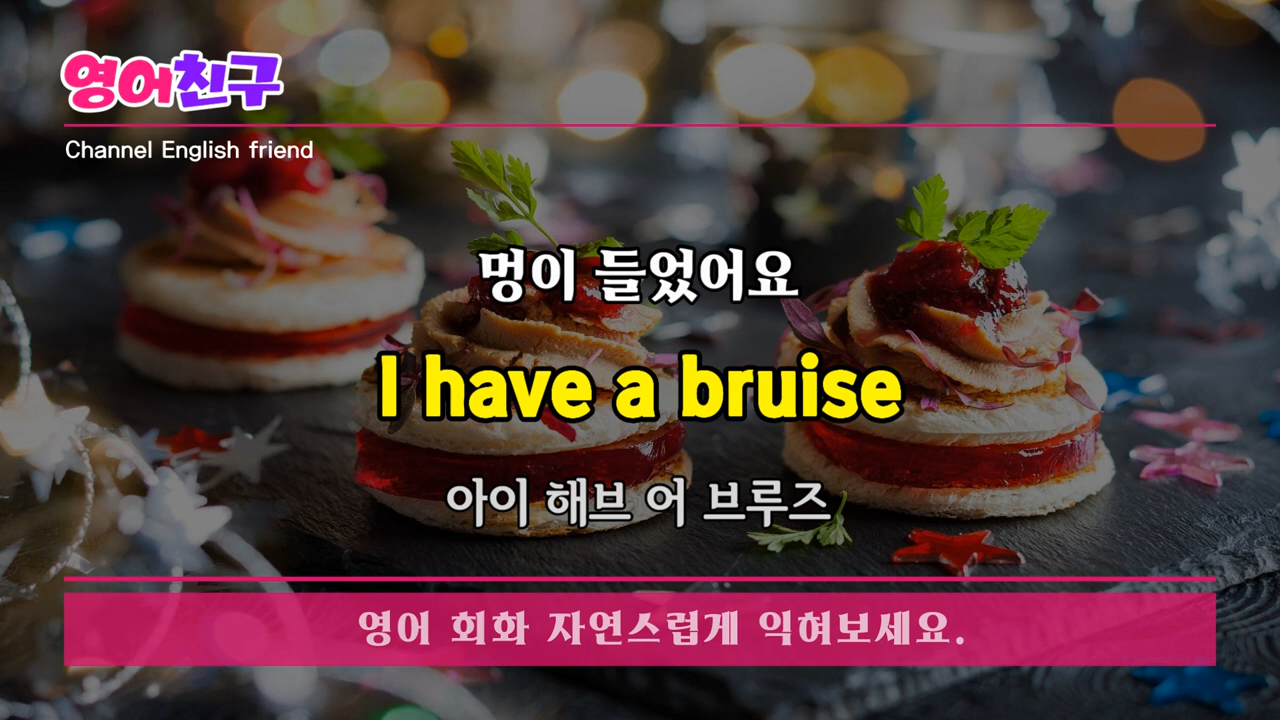 영어친구
Channel English friend
멍이 들었어요
I have a bruise
아이 해브 어 브루즈
영어 회화 자연스럽게 익혀보세요.